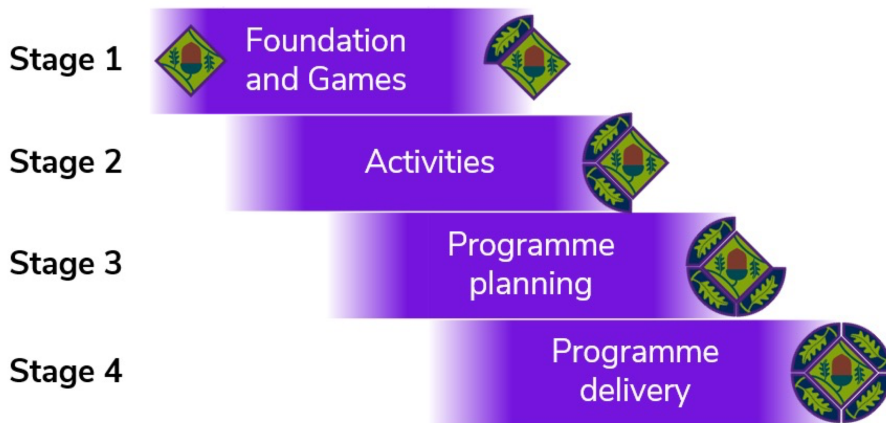 Stage 1
Foundation
and Games
Stage 2
Activities
Stage 3
Programme
planning
Stage 4
Programme
delivery